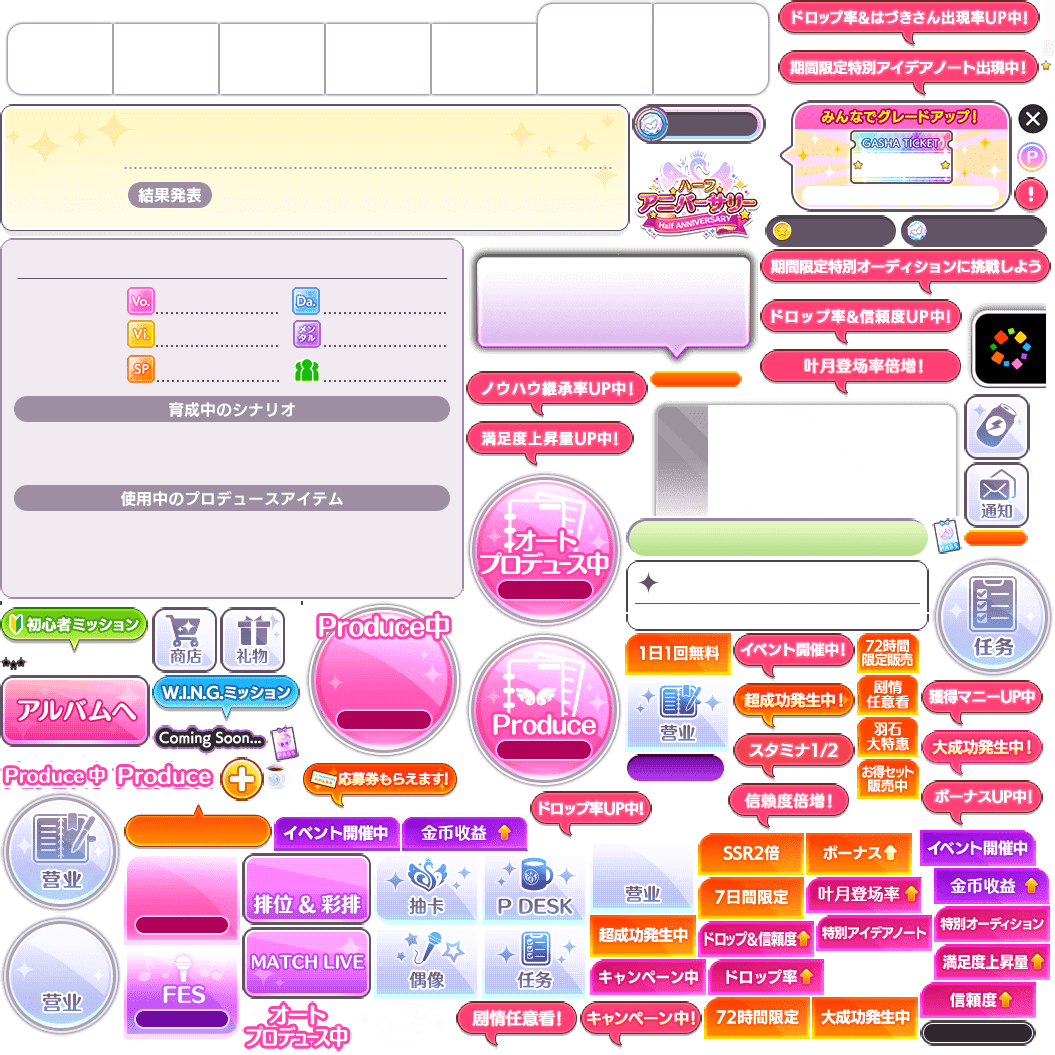 ドロップ率&はづきさん出現率UP中!
期間限定特別アイデアノート出現中!
みんなでグレードアップ!
GASHA TICKET
P
!
結果発表
ハーフ
アニバーサリー
Half ANNIVERSARY
期間限定特別オーディションに挑戦しよう
Vo.
Da.
Vi.
メンタル
SP
ドロップ率&信頼度UP中!
叶月登场率倍増!
ノウハウ継承率UP中!
満足度上昇量UP中!
育成中のシナリオ
使用中のプロデュースアイテム
通知
PASS
オート
プロデュース中
初心者ミッション
商店
礼物
Produce中
任务
1日1回無料
イベント開催中!
72時間
限定販売
アルバムへ
W.I.N.G.ミッション
Coming Soon...
PASS
Produce
营业
超成功発生中!
剧情
任意看
獲得マニーUP中
スタミナ1/2
羽石
大特惠
大成功発生中!
Produce中
Produce
応募券もらえます!
お得セット
販売中
信頼度倍増!
ボーナスUP中!
ドロップ率UP中!
营业
イベント開催中
金币收益
SSR2倍
ボーナス
イベント開催中
排位 & 彩排
抽卡
P DESK
营业
7日間限定
叶月登场率
金币收益
超成功発生中
ドロップ&信頼度
特別アイデアノート
特別オーディション
营业
FES
MATCH LIVE
偶像
任务
キャンペーン中
ドロップ率
満足度上昇量
信頼度
オート
プロデュース中
剧情任意看!
キャンペーン中!
72時間限定
大成功発生中